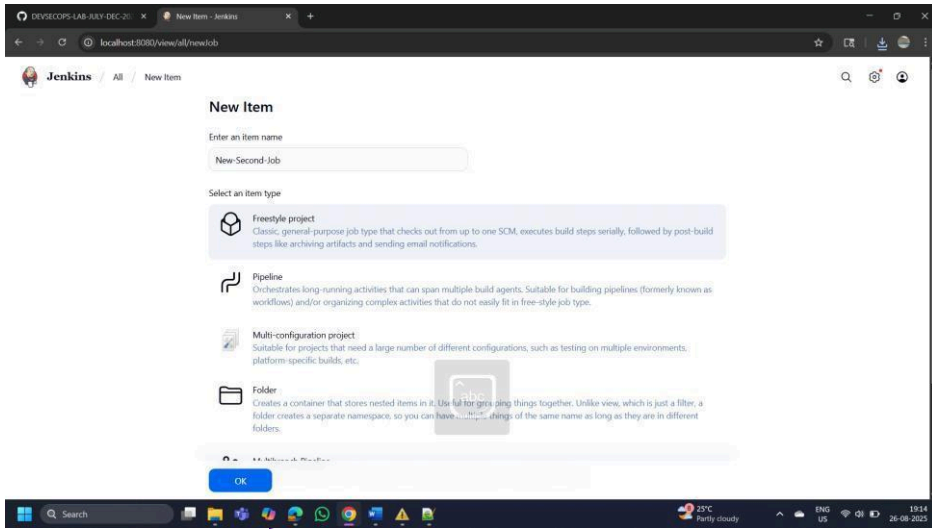 DEVSECOPS-LAB-JULY-DEC-20
New Item - Jenkins
localhost:8080/view/all/newJob
Jenkins / All / New Item
New Item
Enter an item name
New-Second-Job
Select an item type
Freestyle project
Classic, general-purpose job type that checks out from up to one SCM, executes build steps serially, followed by post-build
steps like archiving artifacts and sending email notifications.
Pipeline
Orchestrates long-running activities that can span multiple build agents. Suitable for building pipelines (formerly known as
workflows) and/or organizing complex activities that do not easily fit in free-style job type.
Multi-configuration project
Suitable for projects that need a large number of different configurations, such as testing on multiple environments,
platform-specific builds, etc.
Folder
Creates a container that stores nested items in it. Useful for grouping things together. Unlike view, which is just a filter, a
folder creates a separate namespace, so you can have multiple things of the same name as long as they are in different
folders.
abc
OK
Search
25°C
Partly cloudy
ENG
US
19:14
26-08-2025